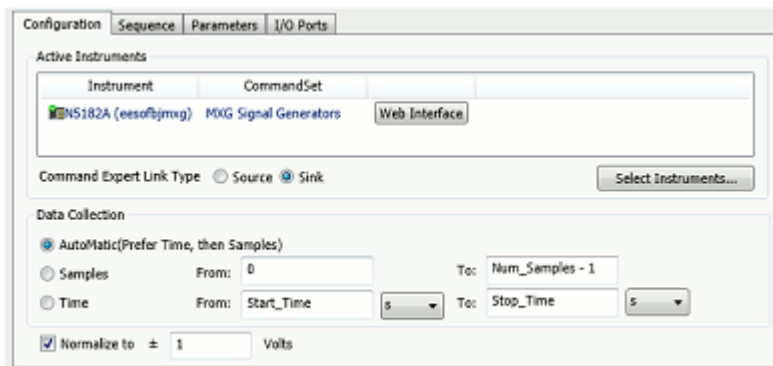 Configuration Sequence Parameters I/O Ports
Active Instruments
Instrument CommandSet
N5182A (eesofbjmxg) MXG Signal Generators Web Interface
Command Expert Link Type Source Sink Select Instruments...
Data Collection
AutoMatic(Prefer Time, then Samples)
Samples From: 0 To: Num_Samples - 1
Time From: Start_Time s To: Stop_Time s
Normalize to ± 1 Volts